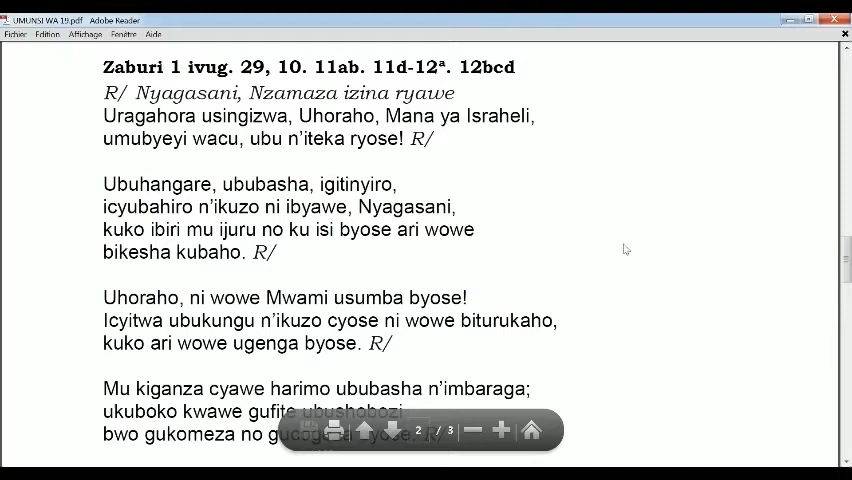 UMUNSI WA 19.pdf - Adobe Reader
Fichier Edition Affichage Fenêtre Aide
Zaburi 1 ivug. 29, 10. 11ab. 11d-12ª. 12bcd
R/ Nyagasani, Nzamaza izina ryawe
Uragahora usingizwa, Uhoraho, Mana ya Israheli,
umubyeyi wacu, ubu n’iteka ryose! R/
Ubuhangare, ububasha, igitinyiro,
icyubahiro n’ikuzo ni ibyawe, Nyagasani,
kuko ibiri mu ijuru no ku isi byose ari wowe
bikesha kubaho. R/
Uhoraho, ni wowe Mwami usumba byose!
Icyitwa ubukungu n’ikuzo cyose ni wowe biturukaho,
kuko ari wowe ugenga byose. R/
Mu kiganza cyawe harimo ububasha n’imbaraga;
ukuboko kwawe gufite ubushobozi
bwo gukomeza no R/
2 / 3